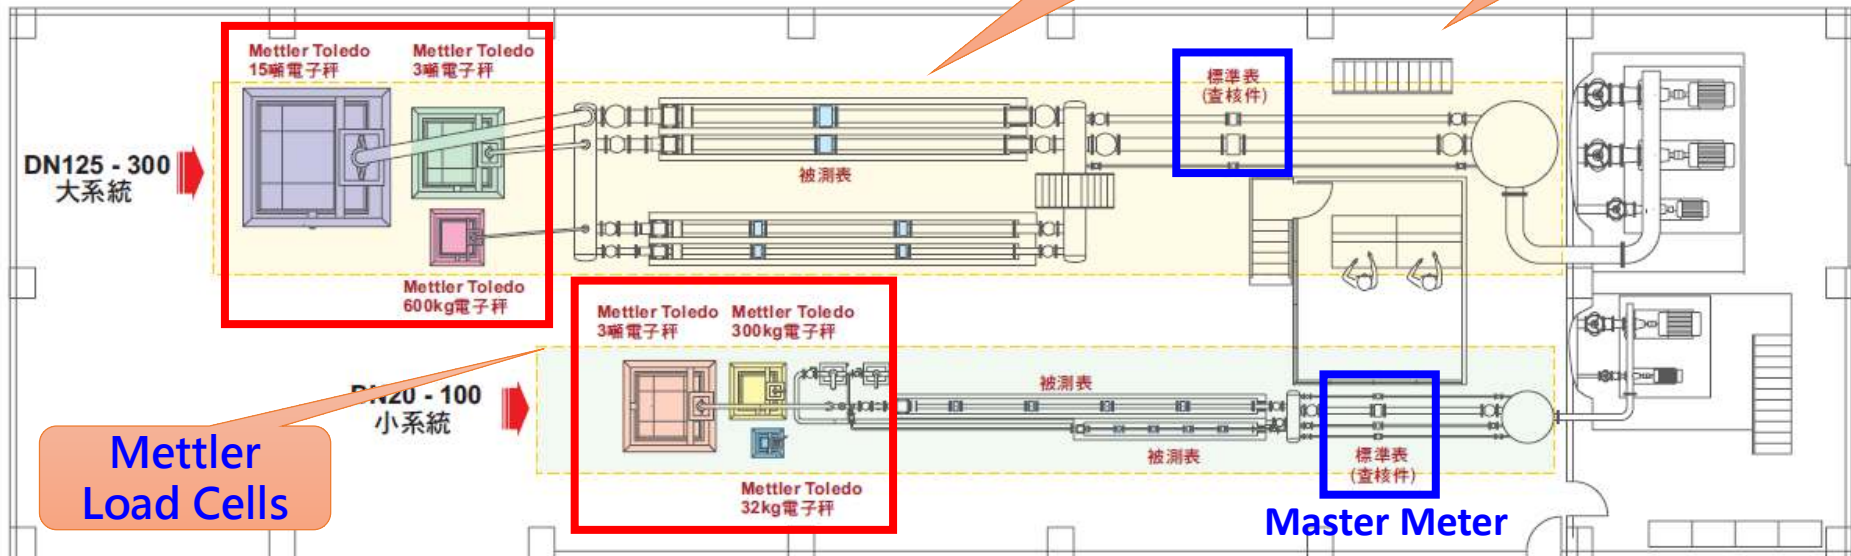 Mettler Toledo
15噸電子秤
Mettler Toledo
3噸電子秤
標準表
(查核件)
DN125 - 300
大系統
被測表
Mettler Toledo
600kg電子秤
Mettler Toledo
3噸電子秤
Mettler Toledo
300kg電子秤
DN20 - 100
小系統
被測表
被測表
標準表
(查核件)
Mettler
Load Cells
Mettler Toledo
32kg電子秤
Master Meter